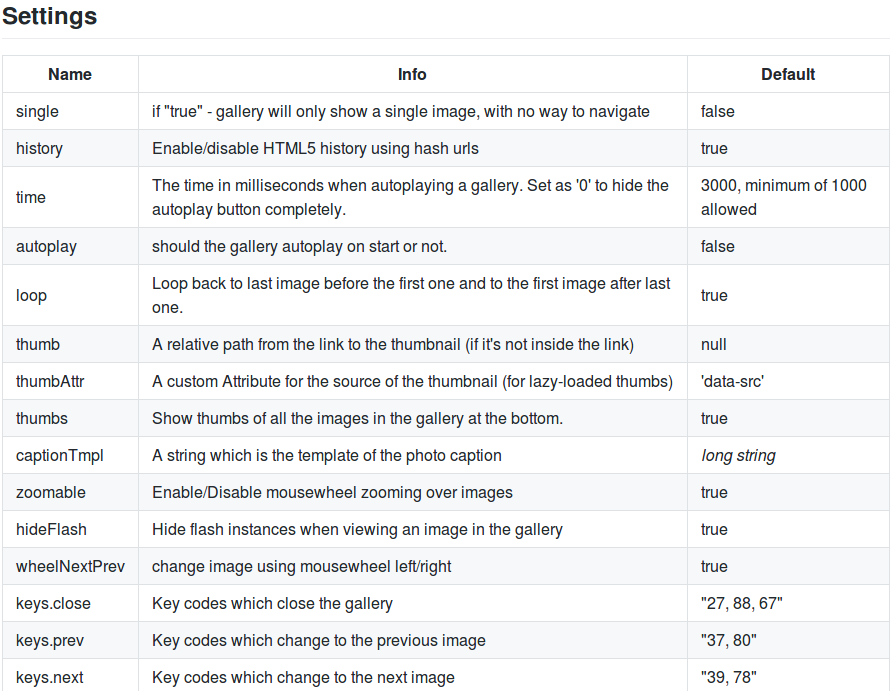 Settings
Name Info Default
single if "true" - gallery will only show a single image, with no way to navigate false
history Enable/disable HTML5 history using hash urls true
time The time in milliseconds when autoplaying a gallery. Set as '0' to hide the autoplay button completely. 3000, minimum of 1000 allowed
autoplay should the gallery autoplay on start or not. false
loop Loop back to last image before the first one and to the first image after last one. true
thumb A relative path from the link to the thumbnail (if it's not inside the link) null
thumbAttr A custom Attribute for the source of the thumbnail (for lazy-loaded thumbs) 'data-src'
thumbs Show thumbs of all the images in the gallery at the bottom. true
captionTmpl A string which is the template of the photo caption long string
zoomable Enable/Disable mousewheel zooming over images true
hideFlash Hide flash instances when viewing an image in the gallery true
wheelNextPrev change image using mousewheel left/right true
keys.close Key codes which close the gallery "27, 88, 67"
keys.prev Key codes which change to the previous image "37, 80"
keys.next Key codes which change to the next image "39, 78"